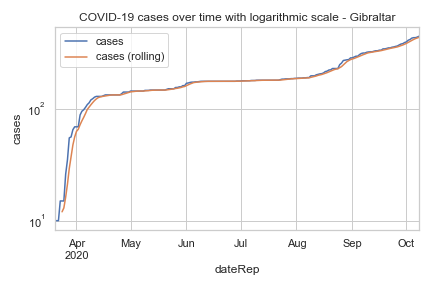 COVID-19 cases over time with logarithmic scale - Gibraltar
cases
cases (rolling)
10²
10¹
cases
Apr
2020
May
Jun
Jul
Aug
Sep
Oct
dateRep